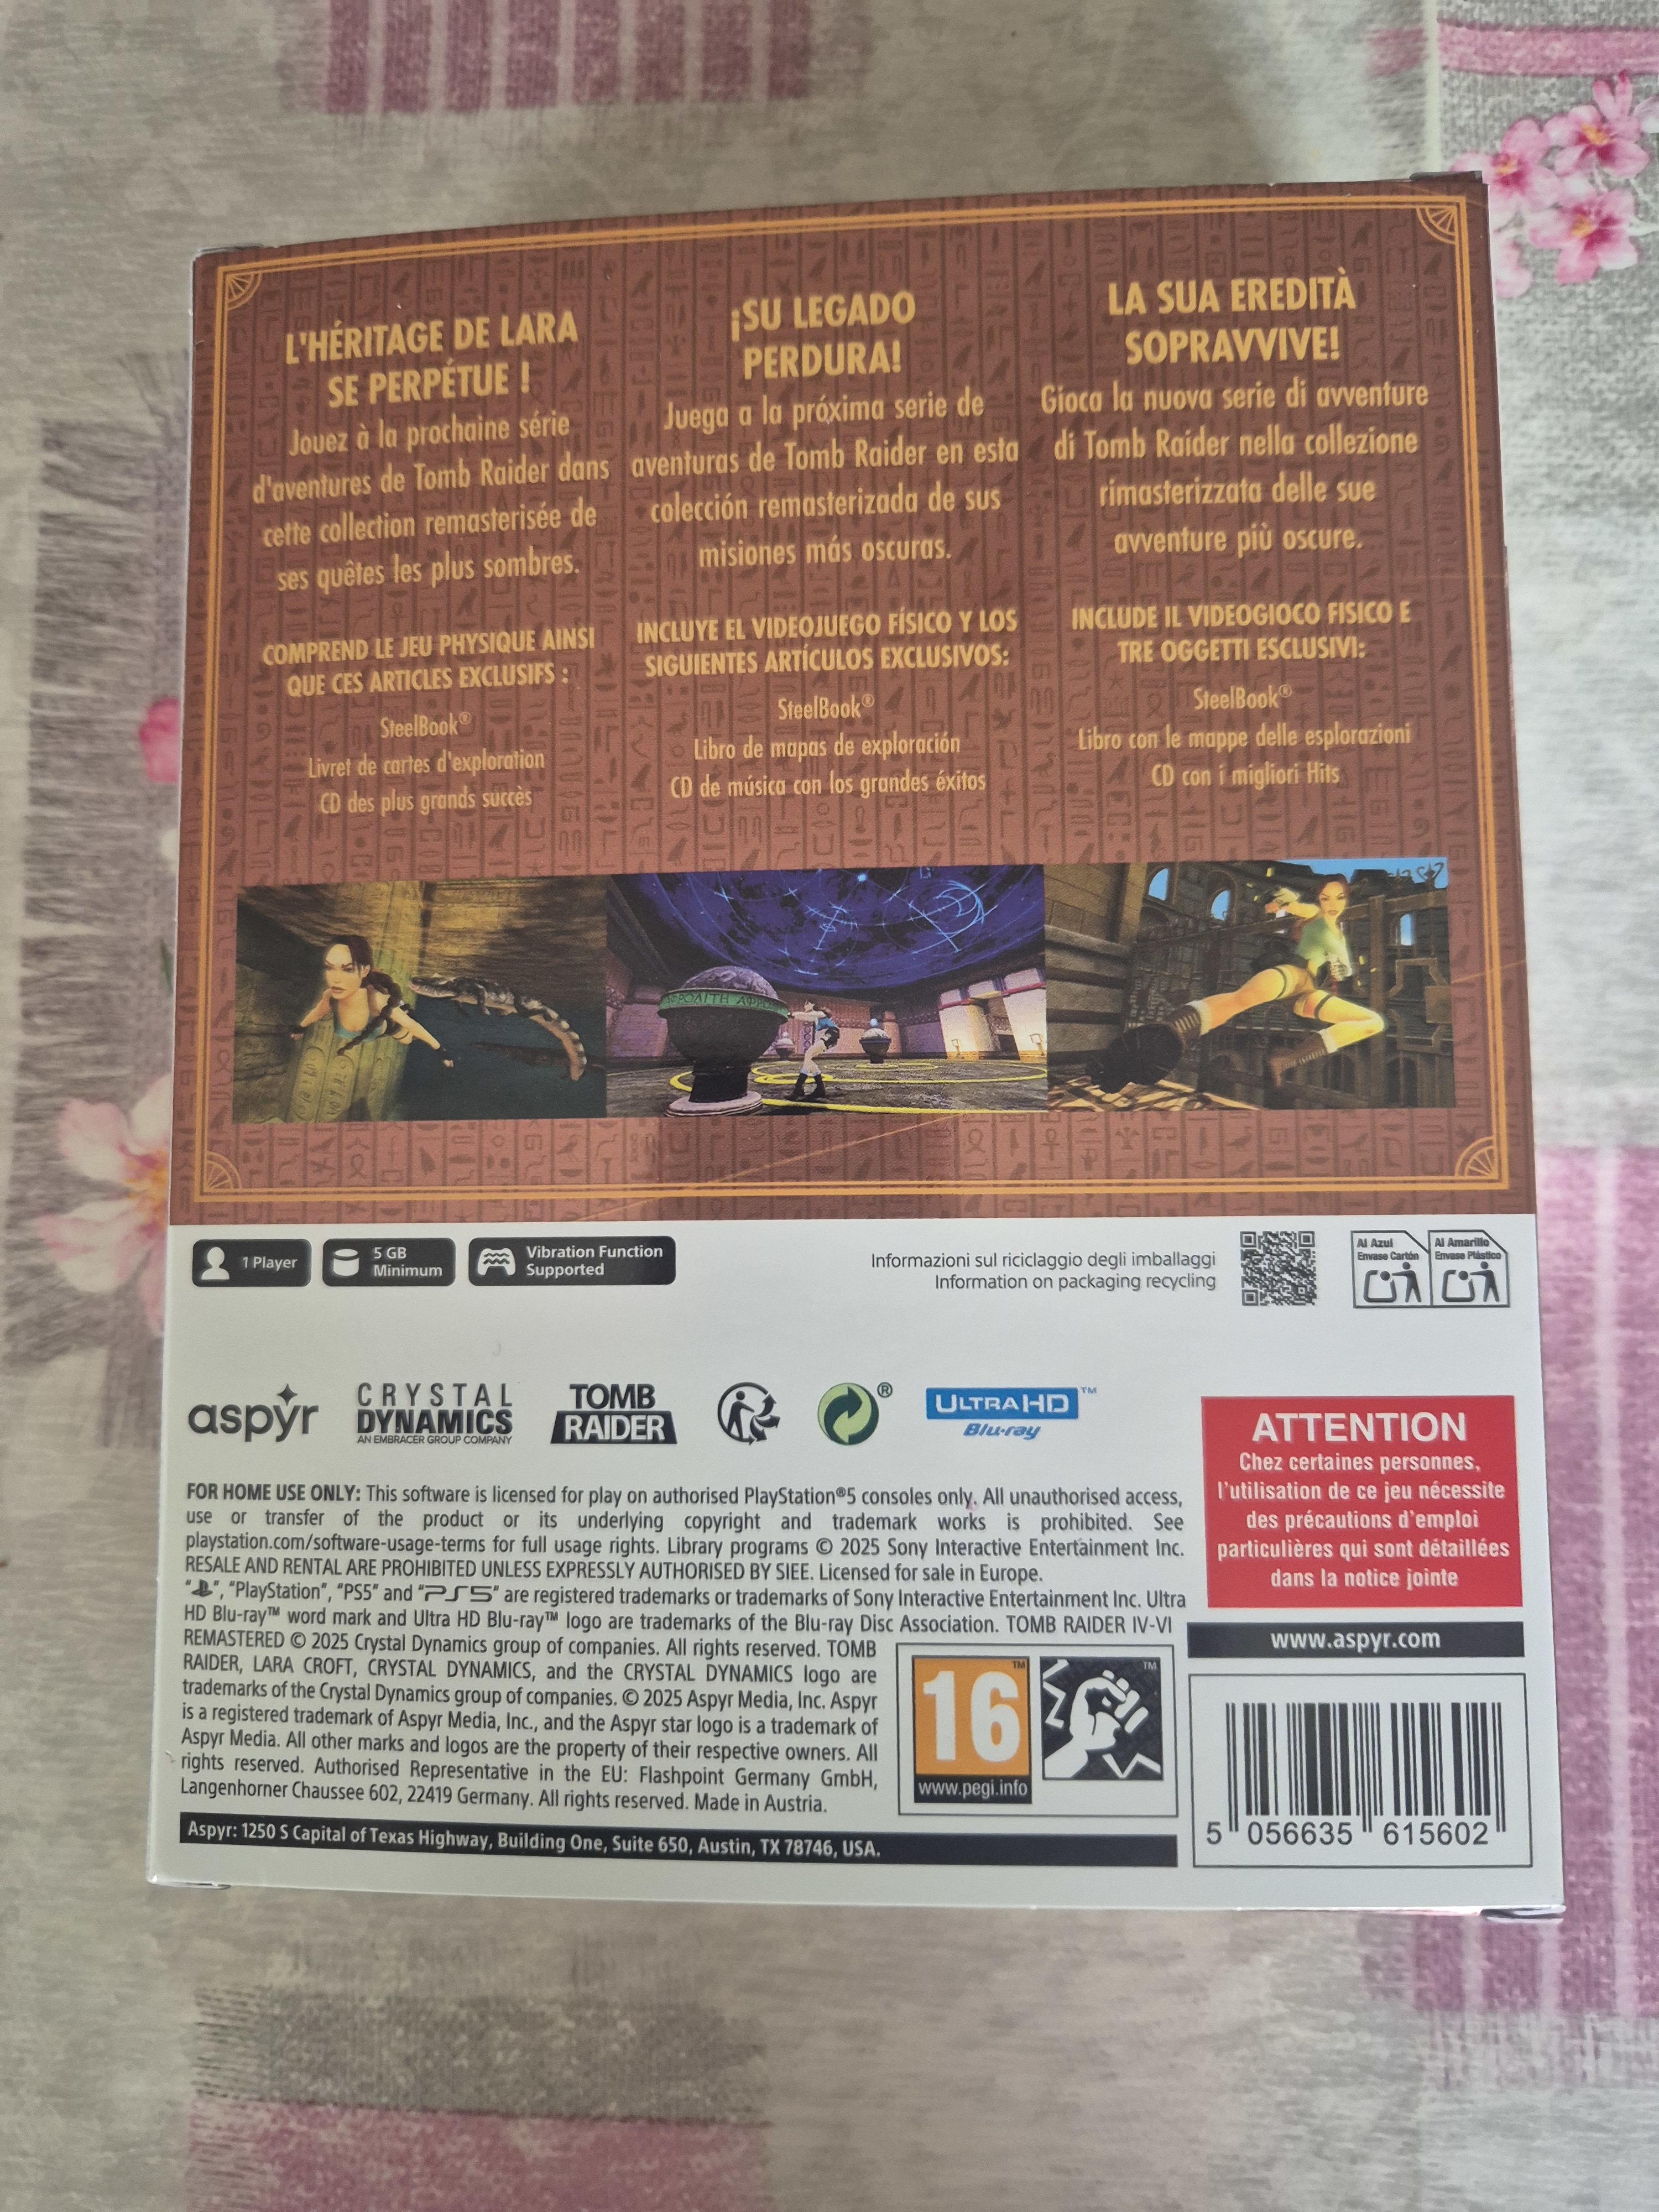 L'HÉRITAGE DE LARA
SE PERPÉTUE !
Jouez à la prochaine série
d'aventures de Tomb Raider dans
cette collection remasterisée de
ses quêtes les plus sombres.
COMPREND LE JEU PHYSIQUE AINSI
QUE CES ARTICLES EXCLUSIFS :
SteelBook®
Livret de cartes d'exploration
CD des plus grands succès
¡SU LEGADO
PERDURA!
Juega a la próxima serie de
aventuras de Tomb Raider en esta
colección remasterizada de sus
misiones más oscuras.
INCLUYE EL VIDEOJUEGO FÍSICO Y LOS
SIGUIENTES ARTÍCULOS EXCLUSIVOS:
SteelBook®
Libro de mapas de exploración
CD de música con los grandes éxitos
LA SUA EREDITÀ
SOPRAVVIVE!
Gioca la nuova serie di avventure
di Tomb Raider nella collezione
rimasterizzata delle sue
avventure più oscure.
INCLUDE IL VIDEOGIOCO FISICO E
TRE OGGETTI ESCLUSIVI:
SteelBook®
Libro con le mappe delle esplorazioni
CD con i migliori Hits
1 Player
5 GB
Minimum
Vibration Function
Supported
Informazioni sul riciclaggio degli imballaggi
Information on packaging recycling
Al Azul
Envase Cartón
Al Amarillo
Envase Plástico
aspyr
CRYSTAL
DYNAMICS
AN EMBRACER GROUP COMPANY
TOMB
RAIDER
®
ULTRA HD™
Blu-ray
ATTENTION
Chez certaines personnes,
l'utilisation de ce jeu nécessite
des précautions d'emploi
particulières qui sont détaillées
dans la notice jointe
FOR HOME USE ONLY: This software is licensed for play on authorised PlayStation®5 consoles only. All unauthorised access,
use or transfer of the product or its underlying copyright and trademark works is prohibited. See
playstation.com/software-usage-terms for full usage rights. Library programs © 2025 Sony Interactive Entertainment Inc.
RESALE AND RENTAL ARE PROHIBITED UNLESS EXPRESSLY AUTHORISED BY SIEE. Licensed for sale in Europe.
" ", "PlayStation", "PS5" and "PS5" are registered trademarks or trademarks of Sony Interactive Entertainment Inc. Ultra
HD Blu-ray™ word mark and Ultra HD Blu-ray™ logo are trademarks of the Blu-ray Disc Association. TOMB RAIDER IV-VI
REMASTERED © 2025 Crystal Dynamics group of companies. All rights reserved. TOMB
RAIDER, LARA CROFT, CRYSTAL DYNAMICS, and the CRYSTAL DYNAMICS logo are
trademarks of the Crystal Dynamics group of companies. © 2025 Aspyr Media, Inc. Aspyr
is a registered trademark of Aspyr Media, Inc., and the Aspyr star logo is a trademark of
Aspyr Media. All other marks and logos are the property of their respective owners. All
rights reserved. Authorised Representative in the EU: Flashpoint Germany GmbH,
Langenhorner Chaussee 602, 22419 Germany. All rights reserved. Made in Austria.
Aspyr: 1250 S Capital of Texas Highway, Building One, Suite 650, Austin, TX 78746, USA.
16™
www.pegi.info
™
www.aspyr.com
5 056635 615602